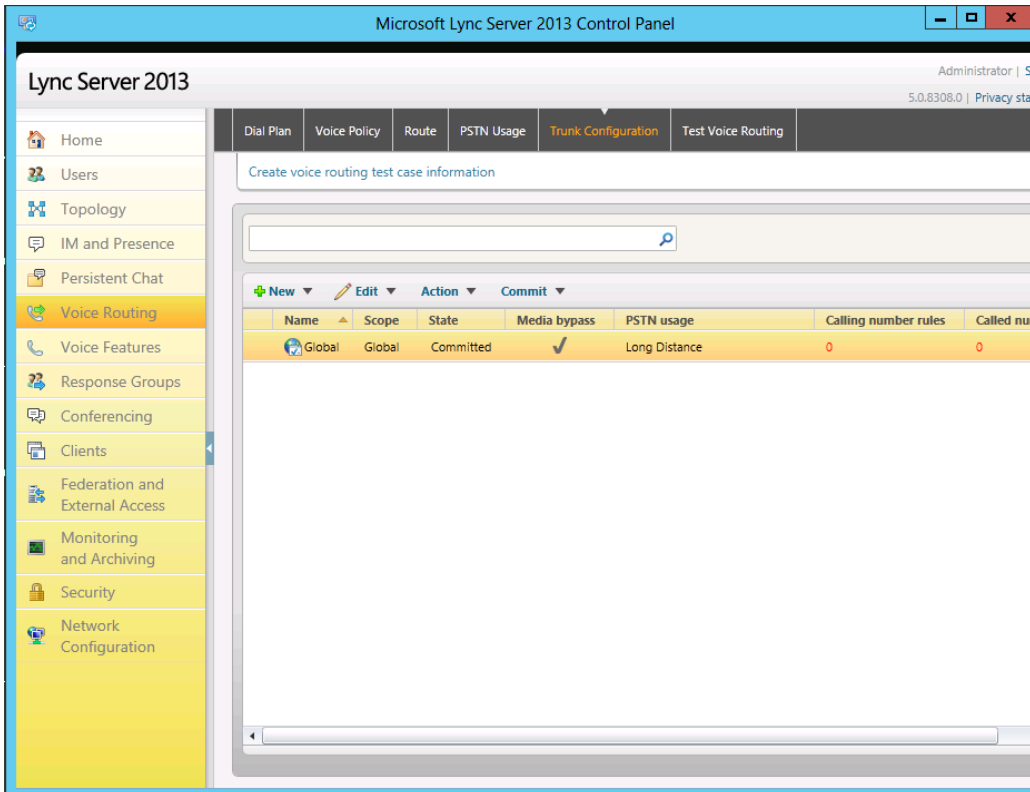 Microsoft Lync Server 2013 Control Panel
x
Lync Server 2013
Administrator | S
5.0.8308.0 | Privacy sta
Home
Users
Topology
IM and Presence
Persistent Chat
Voice Routing
Voice Features
Response Groups
Conferencing
Clients
Federation and
External Access
Monitoring
and Archiving
Security
Network
Configuration
Dial Plan Voice Policy Route PSTN Usage Trunk Configuration Test Voice Routing
Create voice routing test case information
New Edit Action Commit
Name Scope State Media bypass PSTN usage Calling number rules Called nu
Global Global Committed Long Distance 0 0